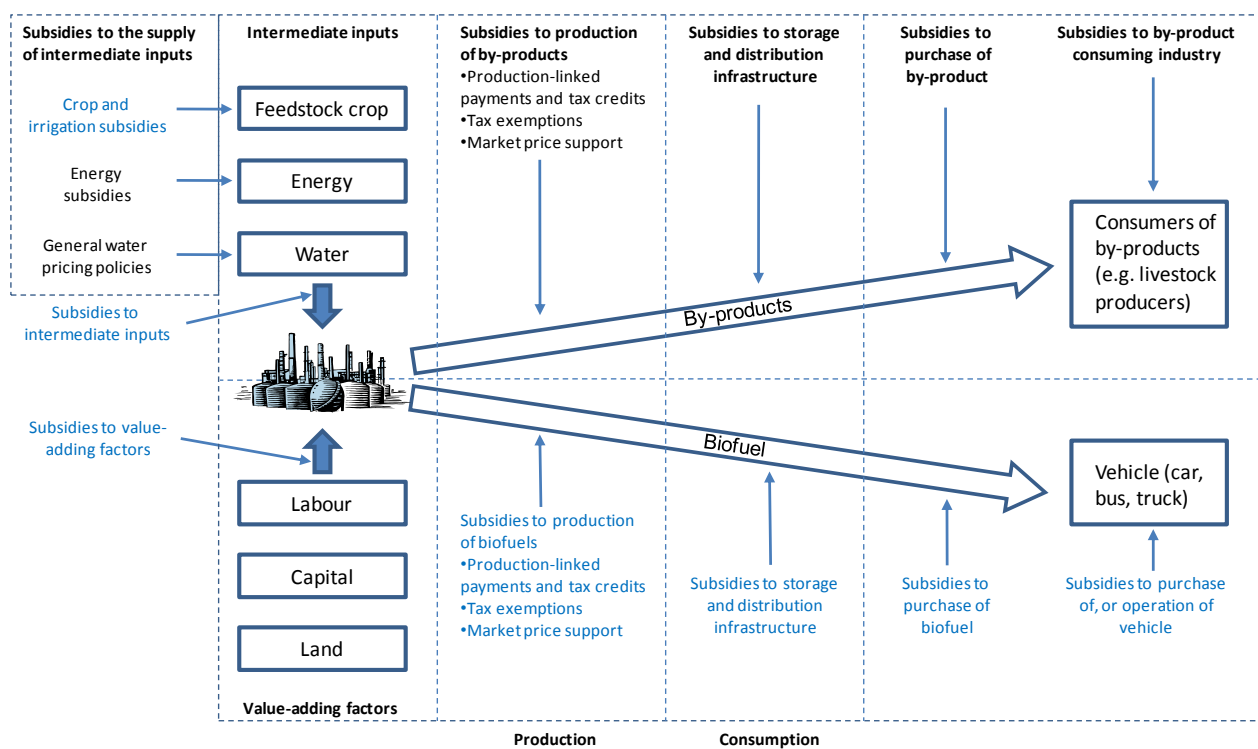 Subsidies to the supply
of intermediate inputs
Crop and
irrigation subsidies
Energy
subsidies
General water
pricing policies
Subsidies to
intermediate inputs
Subsidies to value-
adding factors
Intermediate inputs
Feedstock crop
Energy
Water
Labour
Capital
Land
Value-adding factors
Subsidies to production
of by-products
•Production-linked
payments and tax credits
•Tax exemptions
•Market price support
Subsidies to storage
and distribution
infrastructure
Subsidies to
purchase of
by-product
Subsidies to by-product
consuming industry
By-products
Consumers of
by-products
(e.g. livestock
producers)
Biofuel
Vehicle (car,
bus, truck)
Subsidies to production
of biofuels
•Production-linked
payments and tax credits
•Tax exemptions
•Market price support
Subsidies to storage
and distribution
infrastructure
Subsidies to
purchase of
biofuel
Subsidies to purchase
of, or operation of
vehicle
Production
Consumption